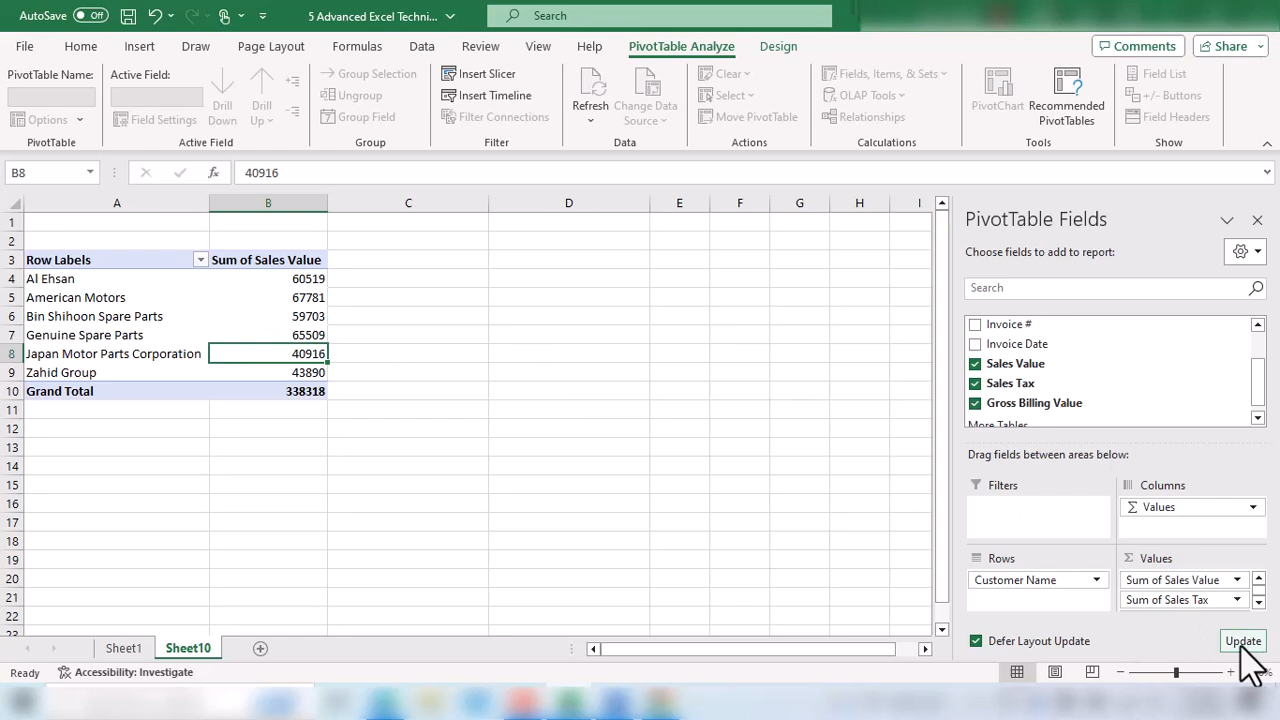 AutoSave Off 5 Advanced Excel Techni... Search
File Home Insert Draw Page Layout Formulas Data Review View Help PivotTable Analyze Design Comments Share
PivotTable Name: Active Field: Group Selection Insert Slicer Clear Fields, Items, & Sets Field List
Drill Down Drill Up Ungroup Insert Timeline Refresh Change Data Source Select OLAP Tools PivotChart Recommended PivotTables +/- Buttons
Options Field Settings Group Field Filter Connections Move PivotTable Relationships Field Headers
PivotTable Active Field Group Filter Data Actions Calculations Tools Show
B8 fx 40916
A B C D E F G H I
1
2
3 Row Labels Sum of Sales Value
4 Al Ehsan 60519
5 American Motors 67781
6 Bin Shihoon Spare Parts 59703
7 Genuine Spare Parts 65509
8 Japan Motor Parts Corporation 40916
9 Zahid Group 43890
10 Grand Total 338318
11
12
13
14
15
16
17
18
19
20
21
22
23
PivotTable Fields
Choose fields to add to report:
Search
Invoice #
Invoice Date
Sales Value
Sales Tax
Gross Billing Value
More Tables...
Drag fields between areas below:
Filters Columns
Σ Values
Rows Σ Values
Customer Name Sum of Sales Value
Sum of Sales Tax
Defer Layout Update Update
Sheet1 Sheet10
Ready Accessibility: Investigate